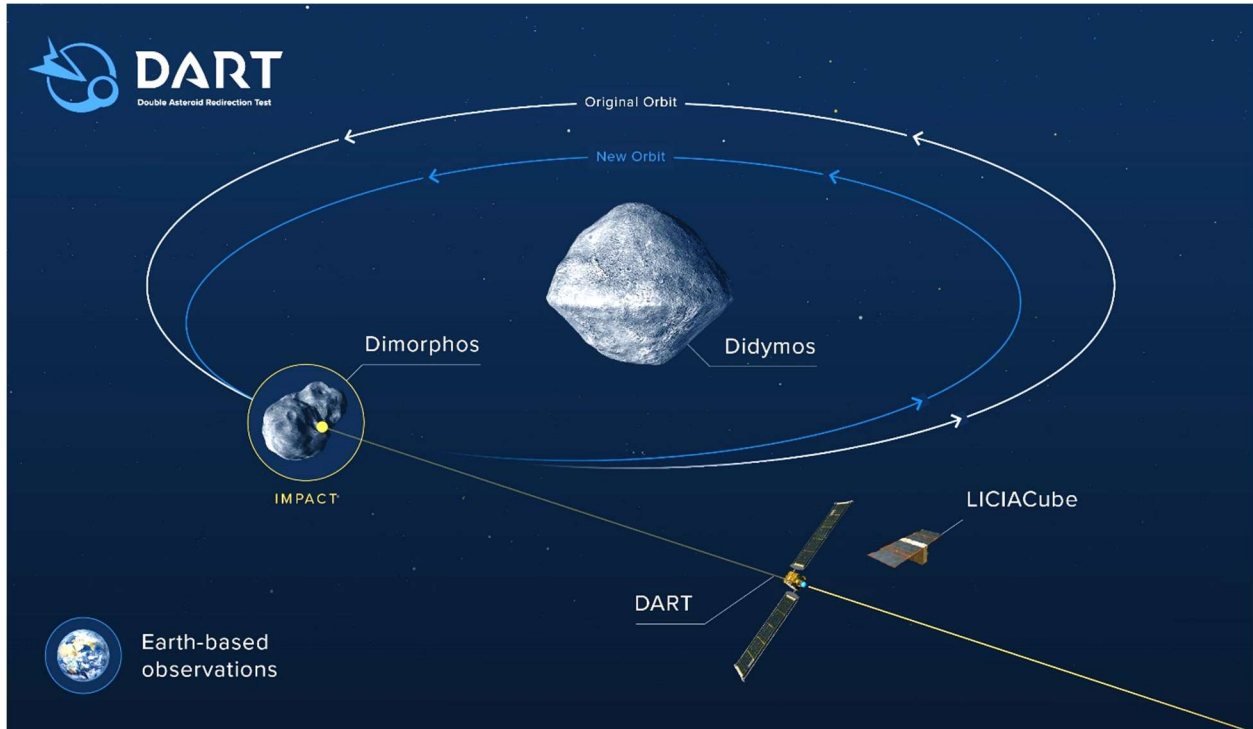 DART
Double Asteroid Redirection Test
Original Orbit
New Orbit
Dimorphos
Didymos
IMPACT
LICIACube
DART
Earth-based
observations